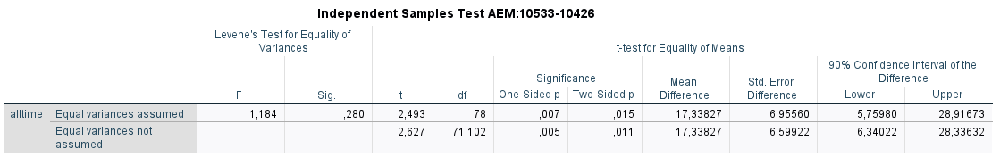 Independent Samples Test AEM:10533-10426
Levene's Test for Equality of
Variances
t-test for Equality of Means
F
Sig.
t
df
Significance
One-Sided p
Two-Sided p
Mean
Difference
Std. Error
Difference
90% Confidence Interval of the
Difference
Lower
Upper
alltime
Equal variances assumed
1,184
,280
2,493
78
,007
,015
17,33827
6,95560
5,75980
28,91673
Equal variances not
assumed
2,627
71,102
,005
,011
17,33827
6,59922
6,34022
28,33632